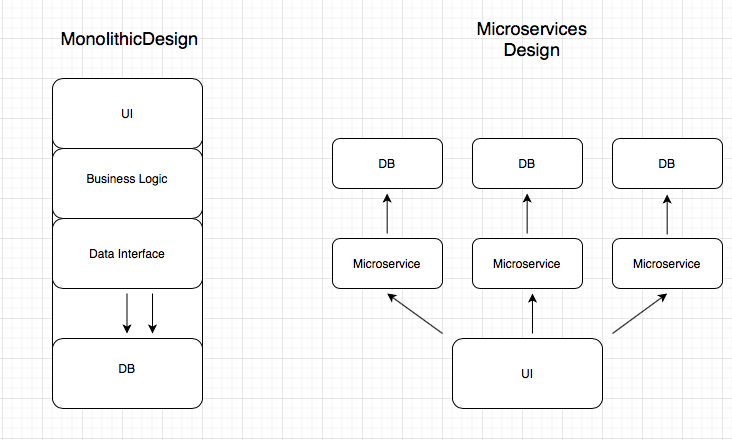 MonolithicDesign
UI
Business Logic
Data Interface
DB
Microservices
Design
DB
DB
DB
Microservice
Microservice
Microservice
UI